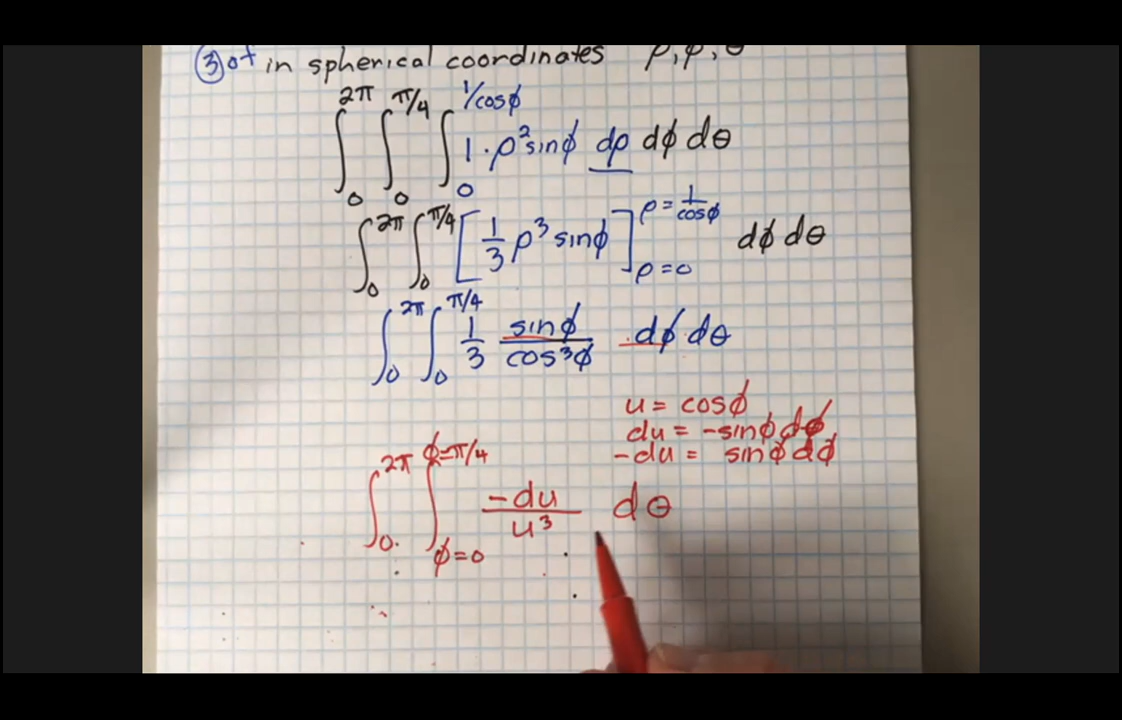 ③ of in spherical coordinates ρ, φ, θ
∫₀^2π ∫₀^π/4 ∫₀^1/cosφ 1 · ρ² sinφ dρ dφ dθ
∫₀^2π ∫₀^π/4 [ 1/3 ρ³ sinφ ]_ρ=0^ρ=1/cosφ dφ dθ
∫₀^2π ∫₀^π/4 1/3 sinφ/cos³φ dφ dθ
u = cosφ
du = -sinφ dφ
-du = sinφ dφ
∫₀^2π ∫_φ=0^φ=π/4 -du/u³ dθ